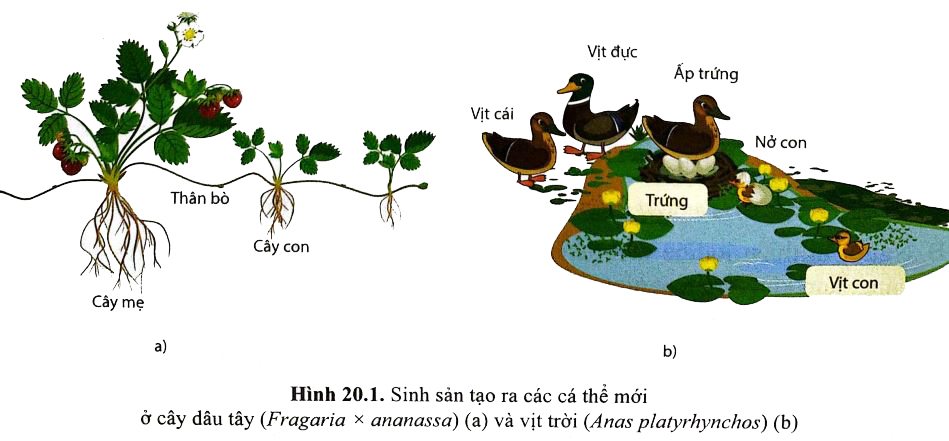 Thân bò
Cây con
Cây mẹ
a)
Vịt đực
Ấp trứng
Vịt cái
Nở con
Trứng
Vịt con
b)
Hình 20.1. Sinh sản tạo ra các cá thể mới
ở cây dâu tây (Fragaria × ananassa) (a) và vịt trời (Anas platyrhynchos) (b)